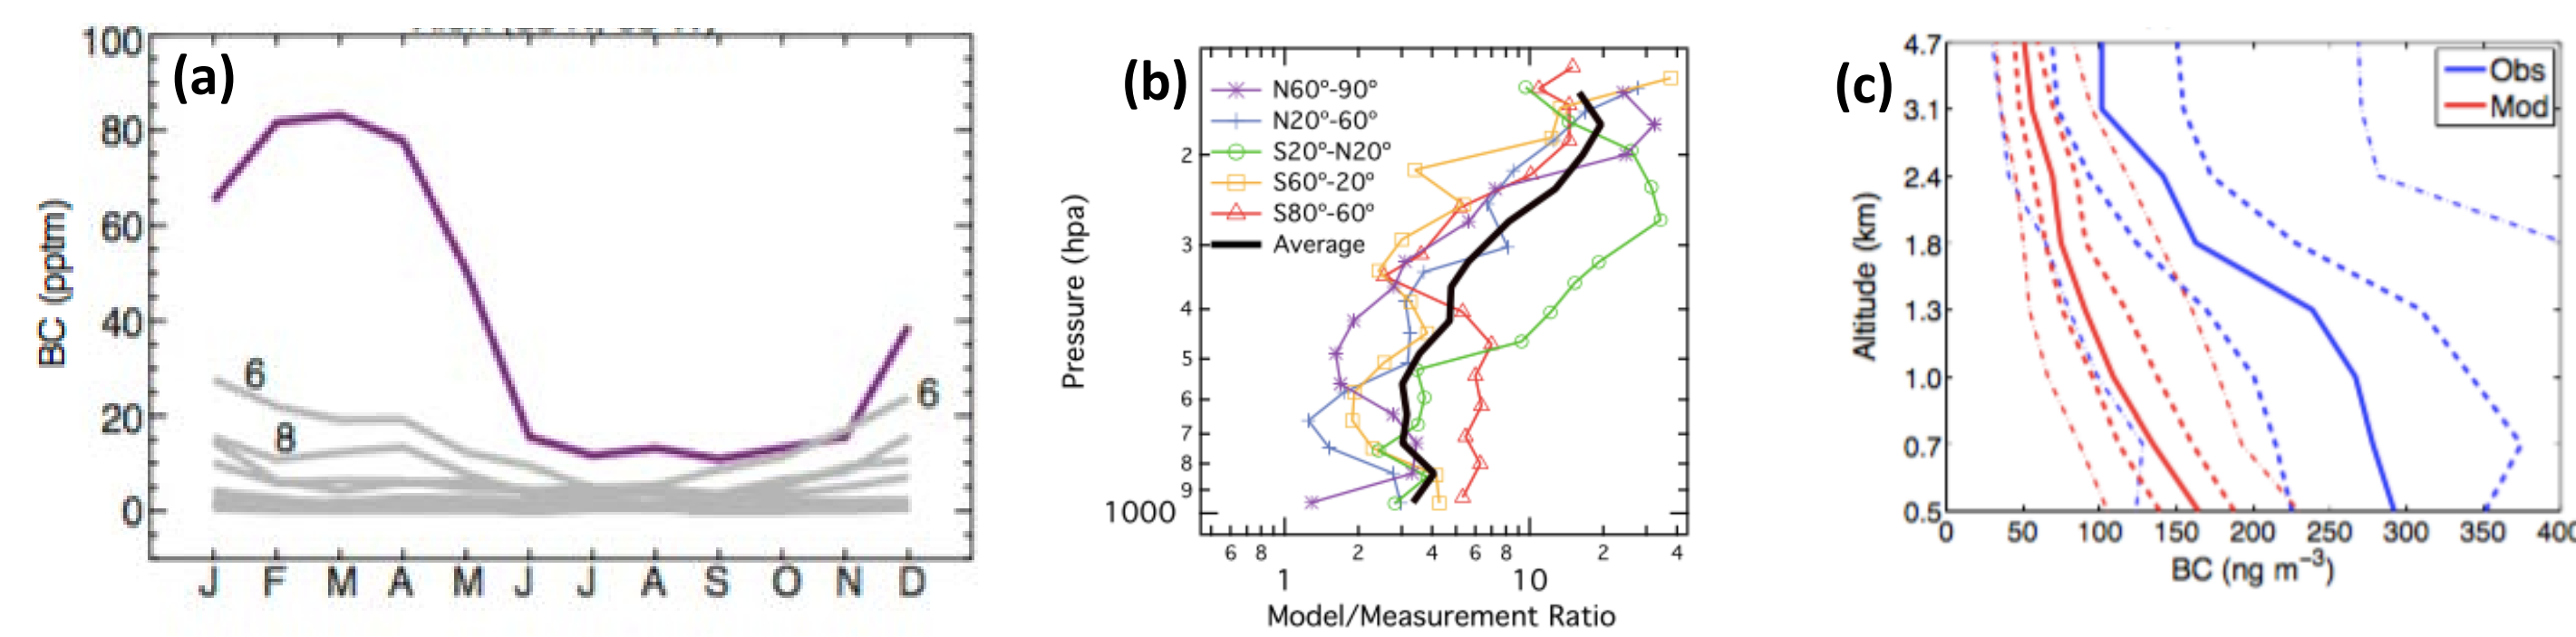 (a)
100
80
60
40
20
0
BC (pptm)
6
8
6
J F M A M J J A S O N D
(b)
N60°-90°
N20°-60°
S20°-N20°
S60°-20°
S80°-60°
Average
Pressure (hpa)
2
3
4
5
6
7
8
9
1000
6 8 2 4 6 8 2 4
1 10
Model/Measurement Ratio
(c)
Obs
Mod
4.7
3.1
2.4
1.8
1.3
1.0
0.7
0.5
Altitude (km)
0 50 100 150 200 250 300 350 400
BC (ng m⁻³)